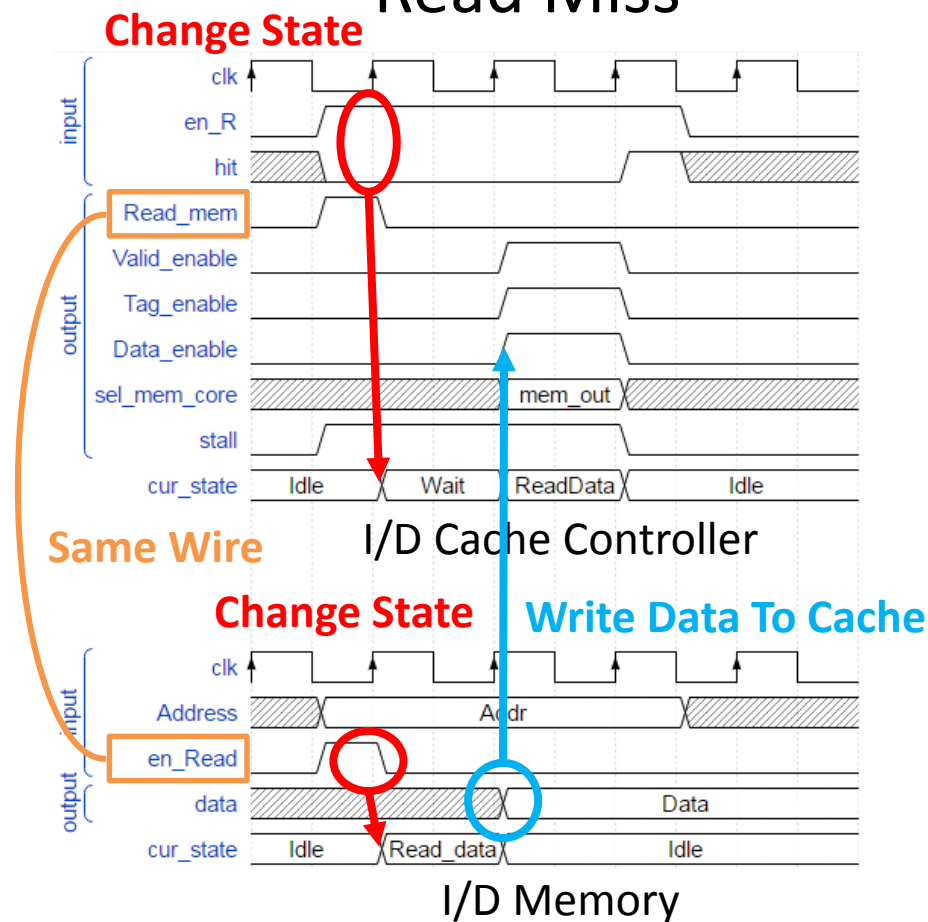 Read Miss
Change State
input
clk
en_R
hit
output
Read_mem
Valid_enable
Tag_enable
Data_enable
sel_mem_core
mem_out
stall
cur_state
Idle
Wait
ReadData
Idle
Same Wire
I/D Cache Controller
Change State
Write Data To Cache
input
clk
Address
Addr
en_Read
output
data
Data
cur_state
Idle
Read_data
Idle
I/D Memory